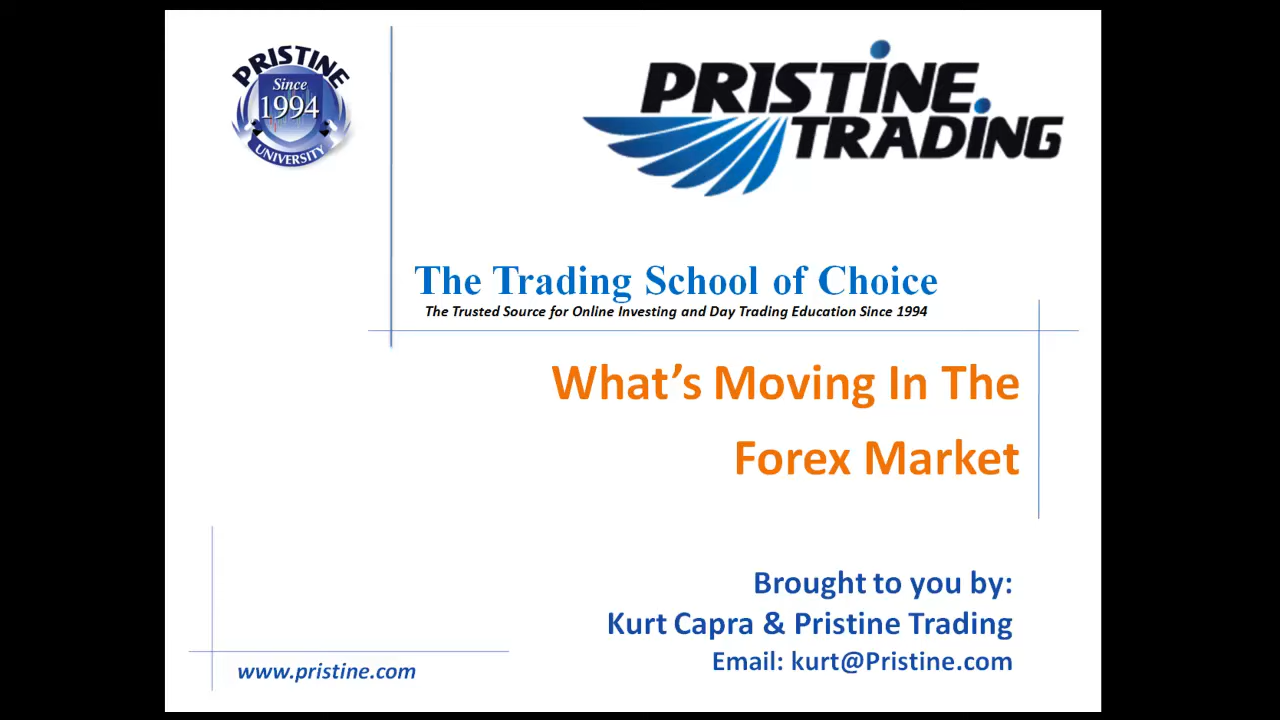 PRISTINE
Since
1994
UNIVERSITY
PRISTINE
TRADING
The Trading School of Choice
The Trusted Source for Online Investing and Day Trading Education Since 1994
What's Moving In The
Forex Market
Brought to you by:
Kurt Capra & Pristine Trading
Email: kurt@Pristine.com
www.pristine.com